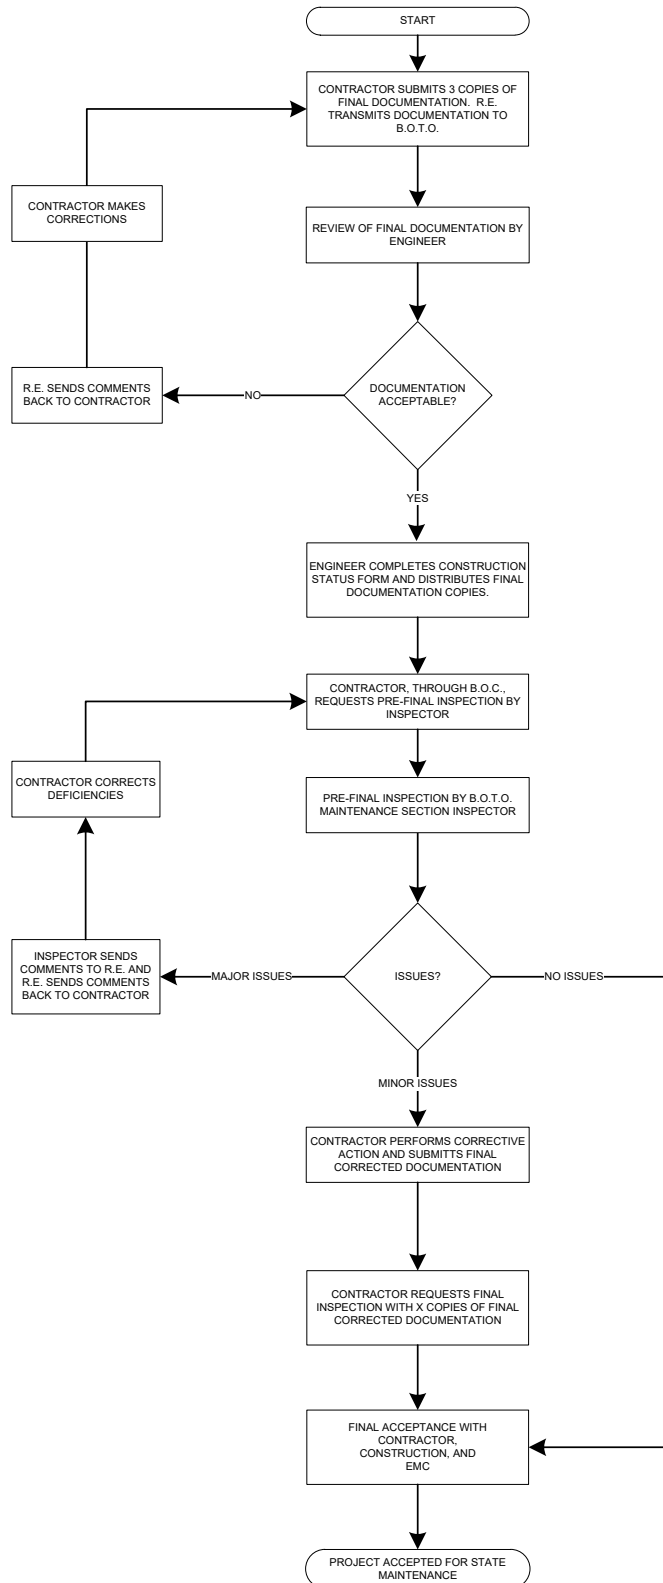 START
CONTRACTOR SUBMITS 3 COPIES OF
FINAL DOCUMENTATION. R.E.
TRANSMITS DOCUMENTATION TO
B.O.T.O.
CONTRACTOR MAKES
CORRECTIONS
REVIEW OF FINAL DOCUMENTATION BY
ENGINEER
R.E. SENDS COMMENTS
BACK TO CONTRACTOR
NO
DOCUMENTATION
ACCEPTABLE?
YES
ENGINEER COMPLETES CONSTRUCTION
STATUS FORM AND DISTRIBUTES FINAL
DOCUMENTATION COPIES.
CONTRACTOR, THROUGH B.O.C.,
REQUESTS PRE-FINAL INSPECTION BY
INSPECTOR
CONTRACTOR CORRECTS
DEFICIENCIES
PRE-FINAL INSPECTION BY B.O.T.O.
MAINTENANCE SECTION INSPECTOR
INSPECTOR SENDS
COMMENTS TO R.E. AND
R.E. SENDS COMMENTS
BACK TO CONTRACTOR
MAJOR ISSUES
ISSUES?
NO ISSUES
MINOR ISSUES
CONTRACTOR PERFORMS CORRECTIVE
ACTION AND SUBMITTS FINAL
CORRECTED DOCUMENTATION
CONTRACTOR REQUESTS FINAL
INSPECTION WITH X COPIES OF FINAL
CORRECTED DOCUMENTATION
FINAL ACCEPTANCE WITH
CONTRACTOR,
CONSTRUCTION, AND
EMC
PROJECT ACCEPTED FOR STATE
MAINTENANCE